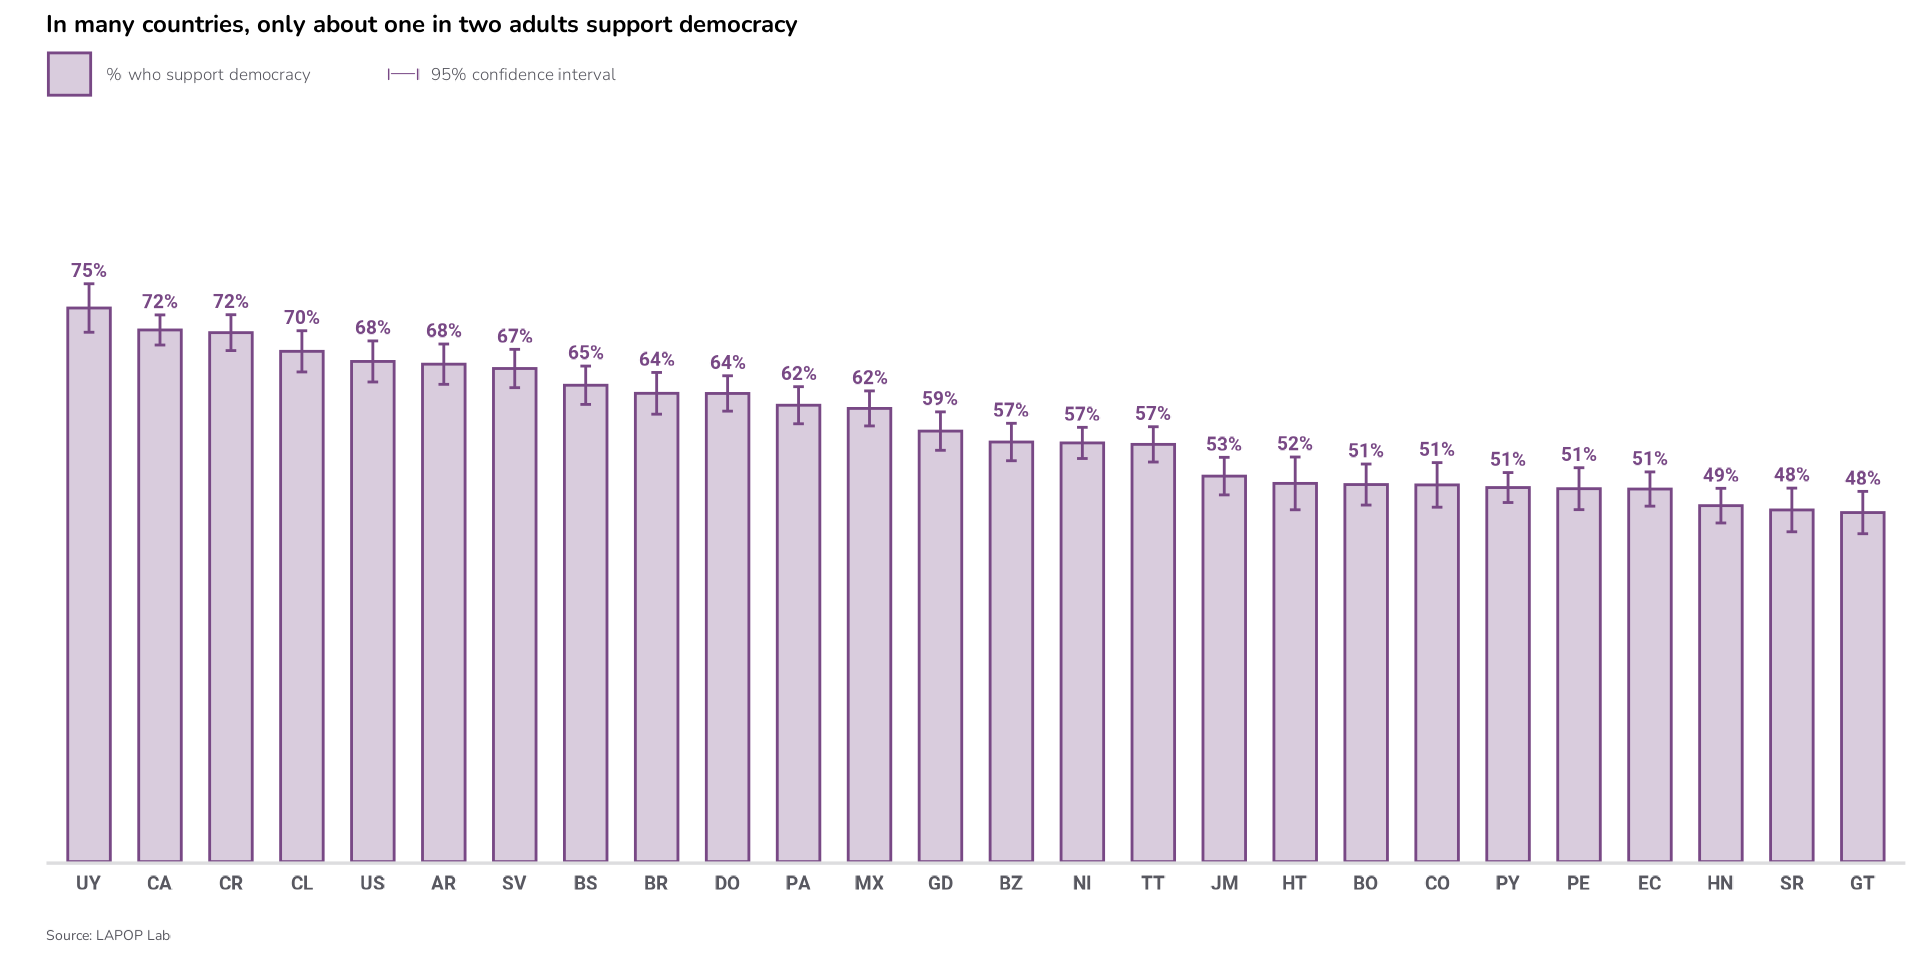 In many countries, only about one in two adults support democracy
% who support democracy
95% confidence interval
75% 72% 72% 70% 68% 68% 67% 65% 64% 64% 62% 62% 59% 57% 57% 57% 53% 52% 51% 51% 51% 51% 51% 49% 48% 48%
UY CA CR CL US AR SV BS BR DO PA MX GD BZ NI TT JM HT BO CO PY PE EC HN SR GT
Source: LAPOP Lab